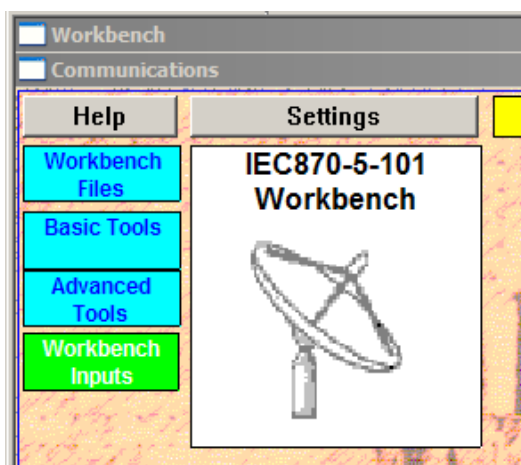 Workbench
Communications
Help
Settings
Workbench
Files
Basic Tools
Advanced
Tools
Workbench
Inputs
IEC870-5-101
Workbench